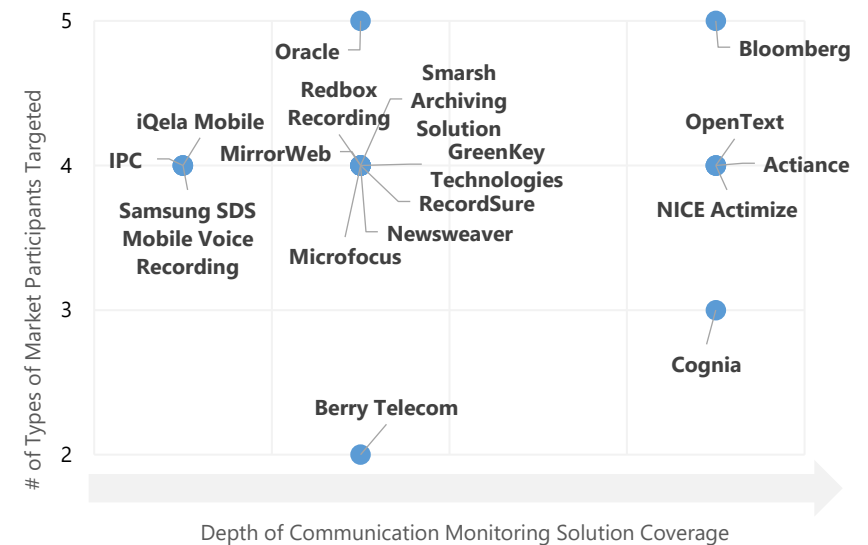 # of Types of Market Participants Targeted
5
4
3
2
Oracle
Bloomberg
Smarsh
Archiving
Solution
Redbox
Recording
iQela Mobile
IPC
MirrorWeb
GreenKey
Technologies
RecordSure
Newsweaver
Microfocus
Samsung SDS
Mobile Voice
Recording
OpenText
Actiance
NICE Actimize
Cognia
Berry Telecom
Depth of Communication Monitoring Solution Coverage